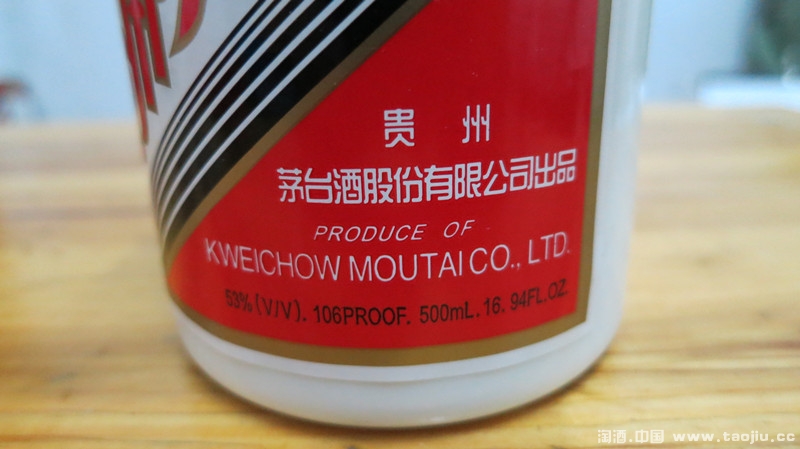 贵 州
茅台酒股份有限公司出品
PRODUCE OF
KWEICHOW MOUTAI CO., LTD.
53% (V/V). 106PROOF. 500mL. 16. 94FL.OZ.
淘酒.中国 www.taojiu.cc